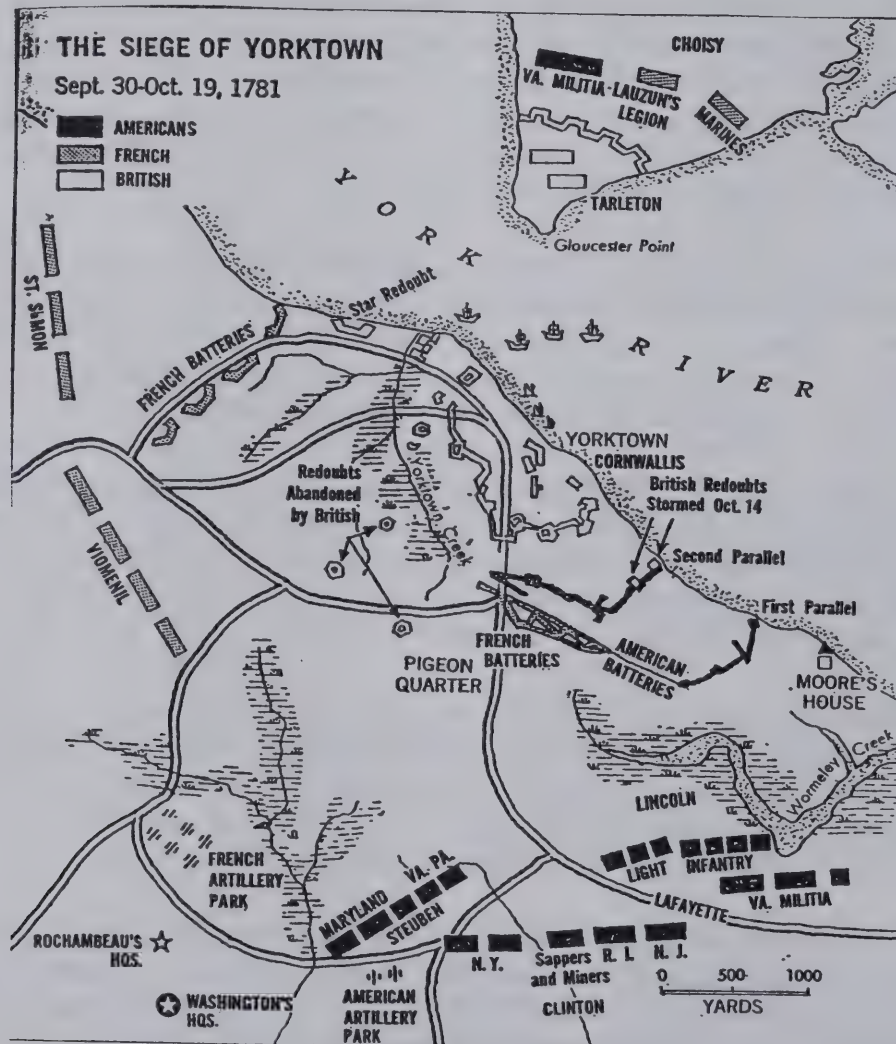 THE SIEGE OF YORKTOWN
Sept. 30-Oct. 19, 1781
AMERICANS
FRENCH
BRITISH
CHOISY
VA. MILITIA-LAUZUN'S
LEGION
MARINES
TARLETON
Gloucester Point
YORK
RIVER
ST. SIMON
Star Redoubt
FRENCH BATTERIES
YORKTOWN
CORNWALLIS
British Redoubts
Stormed Oct. 14
Redoubts
Abandoned
by British
Yorktown Creek
Second Parallel
First Parallel
VIOMENIL
FRENCH
BATTERIES
AMERICAN
BATTERIES
PIGEON
QUARTER
MOORE'S
HOUSE
Wormeley Creek
LINCOLN
FRENCH
ARTILLERY
PARK
MARYLAND
VA. PA.
STEUBEN
LIGHT INFANTRY
VA. MILITIA
LAFAYETTE
ROCHAMBEAU'S
HQS.
N. Y.
Sappers
and Miners
R. I.
N. J.
CLINTON
WASHINGTON'S
HQS.
AMERICAN
ARTILLERY
PARK
0 500 1000
YARDS